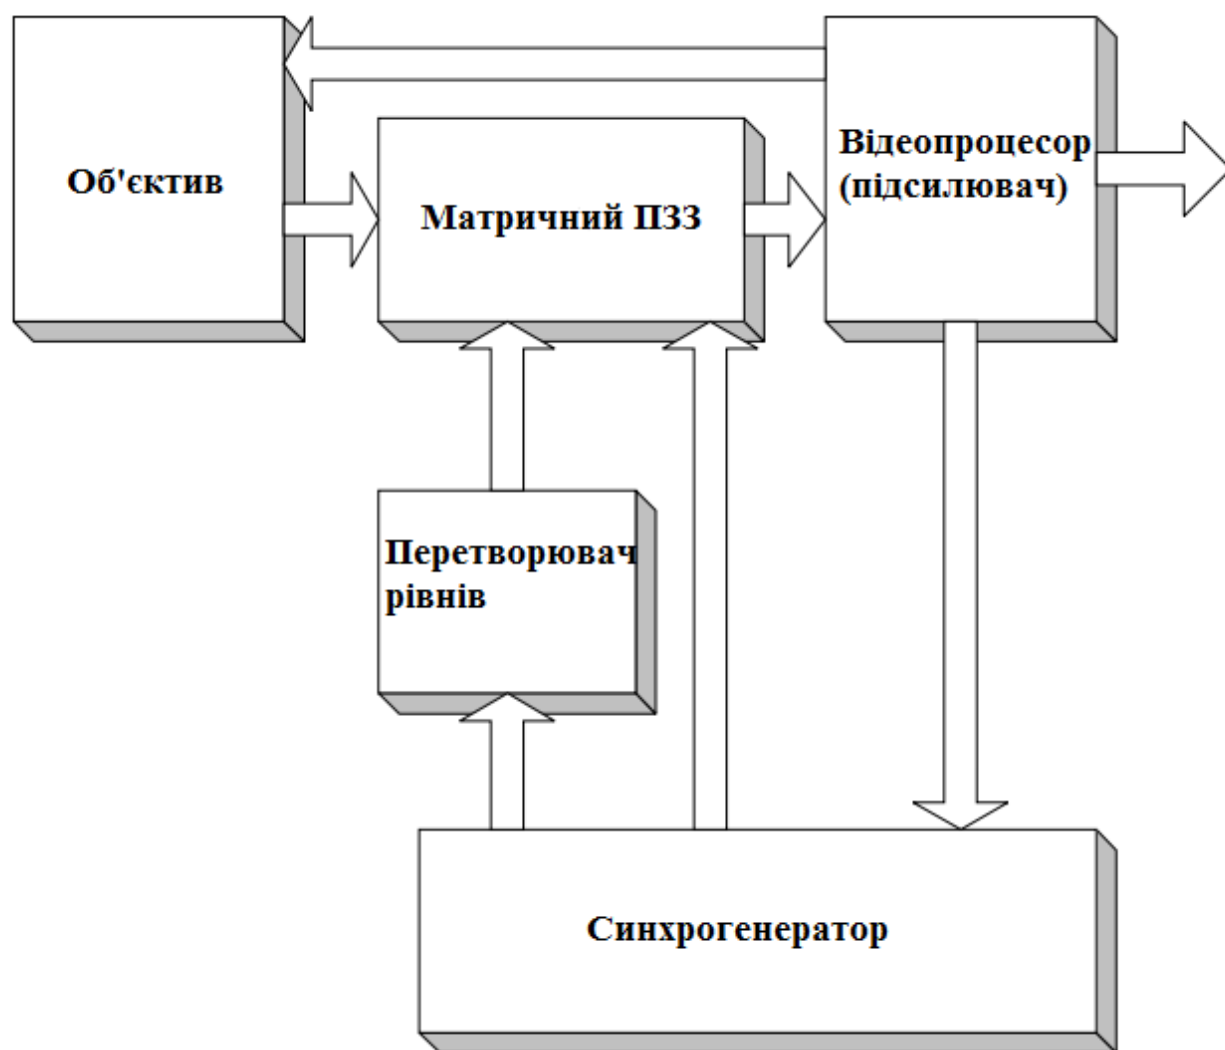 Об'єктив
Матричний ПЗЗ
Відеопроцесор
(підсилювач)
Перетворювач
рівнів
Синхрогенератор